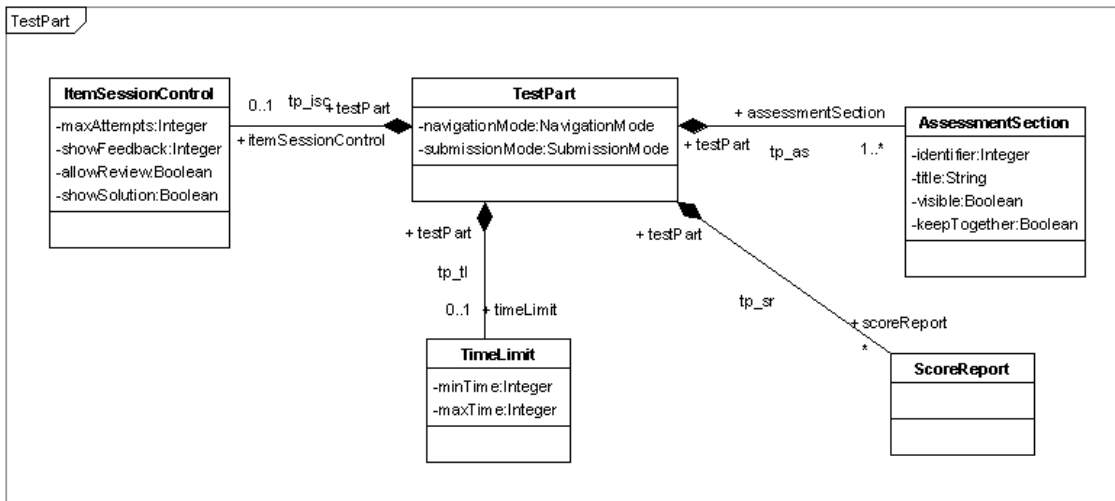 TestPart
ItemSessionControl
-maxAttempts:Integer
-showFeedback:Integer
-allowReview:Boolean
-showSolution:Boolean
0..1
tp_isc
+testPart
+itemSessionControl
TestPart
-navigationMode:NavigationMode
-submissionMode:SubmissionMode
+ assessmentSection
+ testPart
tp_as
1..*
AssessmentSection
-identifier:Integer
-title:String
-visible:Boolean
-keepTogether:Boolean
+ testPart
tp_tl
0..1
+ timeLimit
TimeLimit
-minTime:Integer
-maxTime:Integer
+ testPart
tp_sr
+ scoreReport
*
ScoreReport